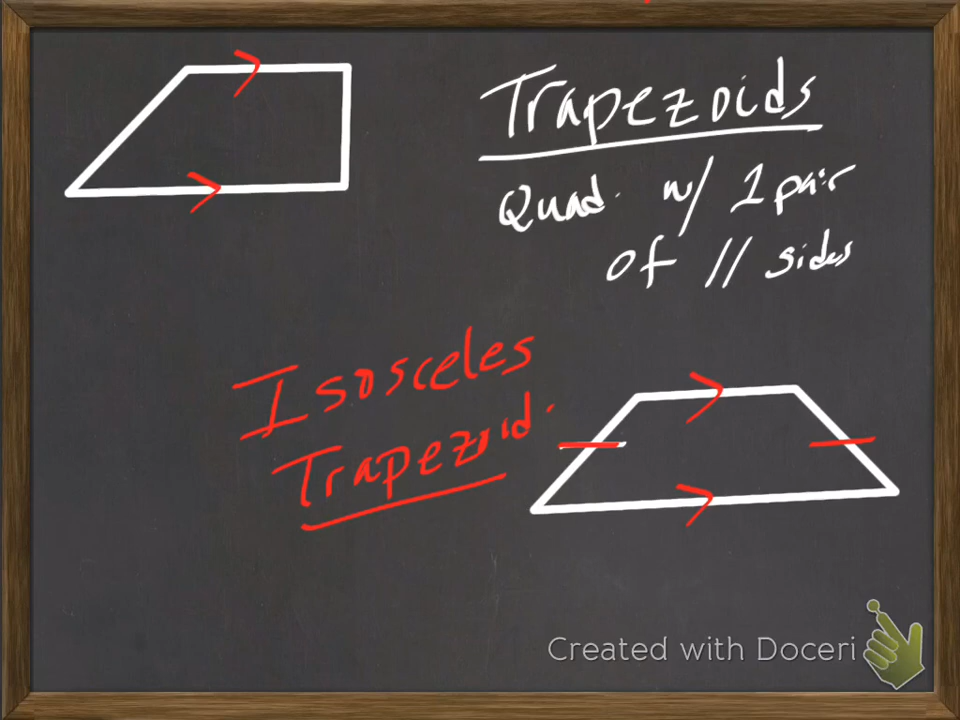 Trapezoids
Quad. w/ 1 pair
of // sides
Isosceles
Trapezoid.
Created with Doceri